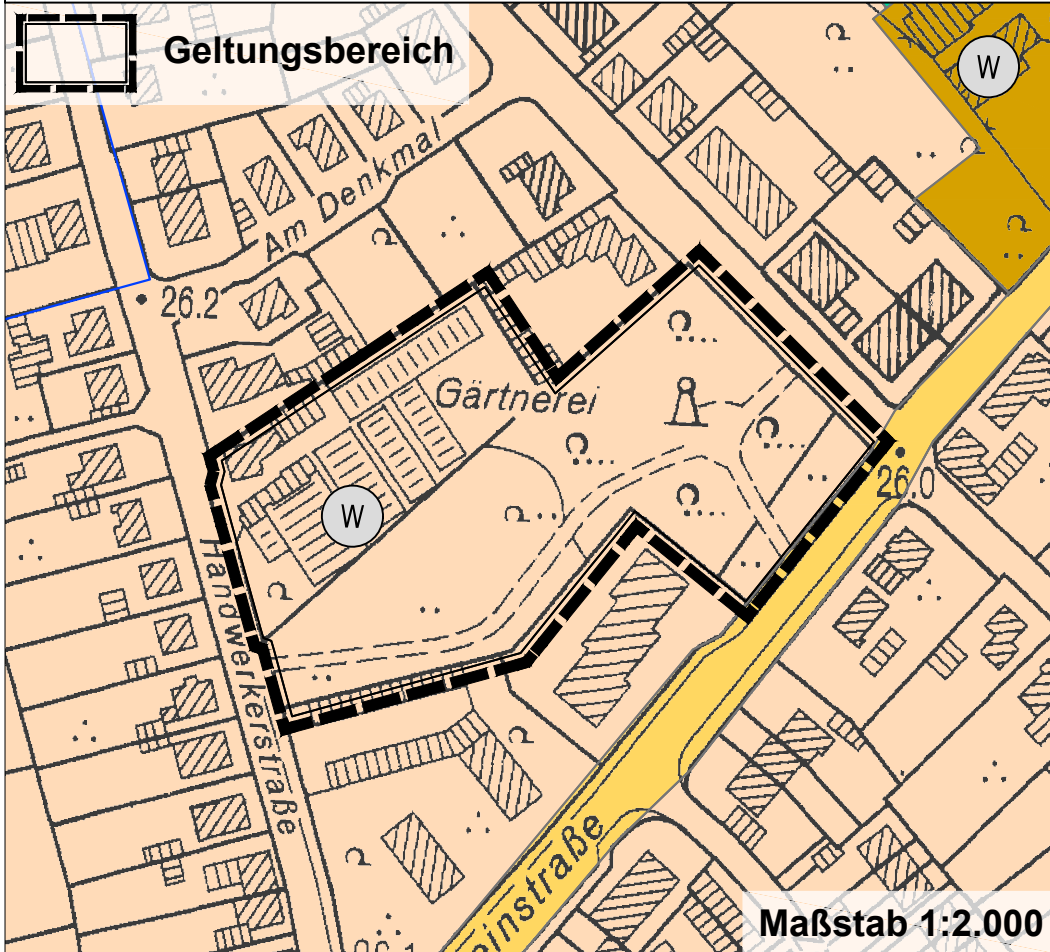 Geltungsbereich
W
Am Denkmal
26.2
Gärtnerei
26.0
W
Handwerkerstraße
einstraße
Maßstab 1:2.000